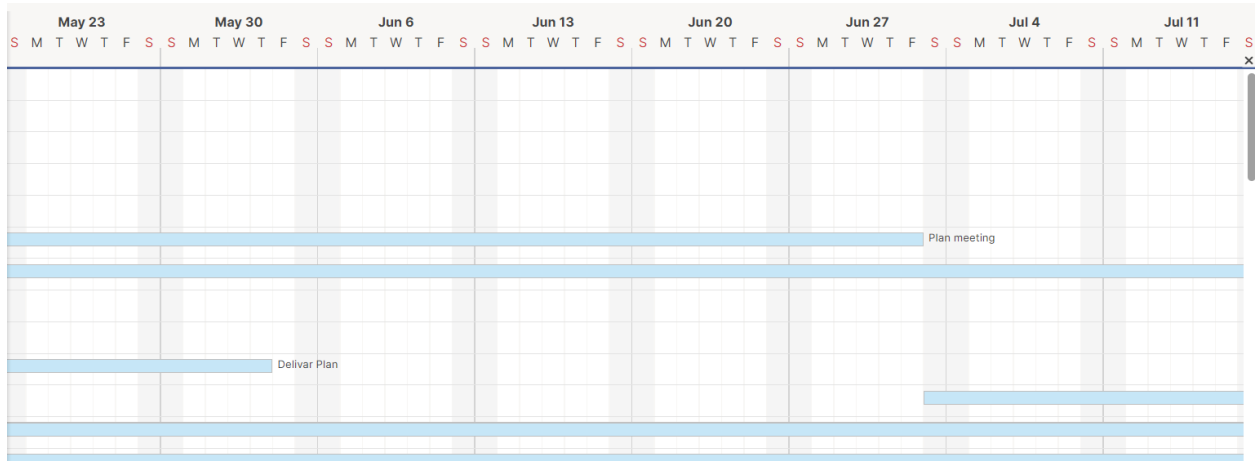 May 23 May 30 Jun 6 Jun 13 Jun 20 Jun 27 Jul 4 Jul 11
S M T W T F S S M T W T F S S M T W T F S S M T W T F S S M T W T F S S M T W T F S S M T W T F S S M T W T F S
×
Plan meeting
Delivar Plan